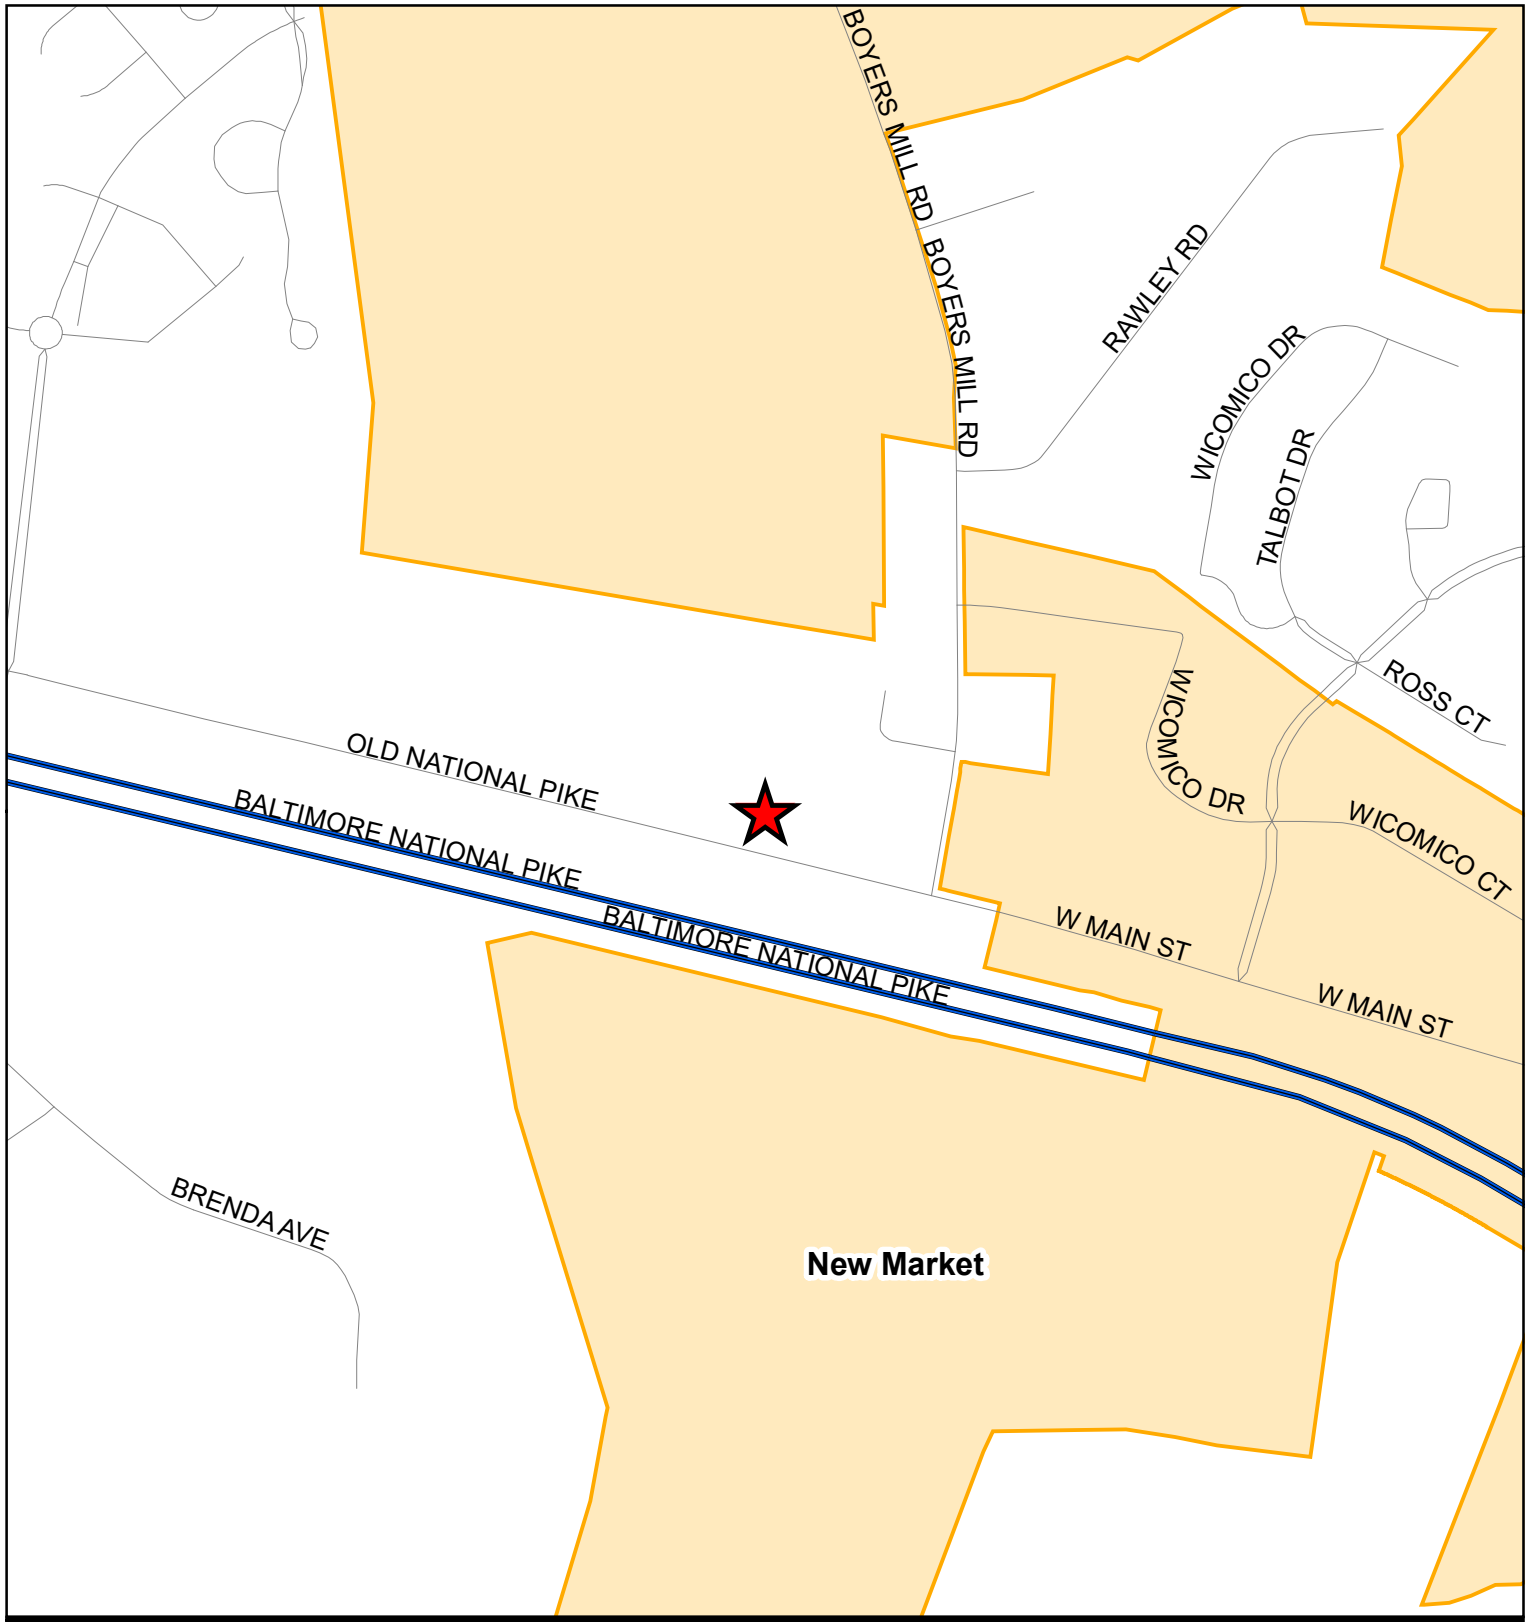 BOYERS MILL RD
BOYERS MILL RD
RAWLEY RD
WICOMICO DR
TALBOT DR
ROSS CT
WICOMICO DR
OLD NATIONAL PIKE
BALTIMORE NATIONAL PIKE
WICOMICO CT
BALTIMORE NATIONAL PIKE
W MAIN ST
W MAIN ST
BRENDA AVE
New Market